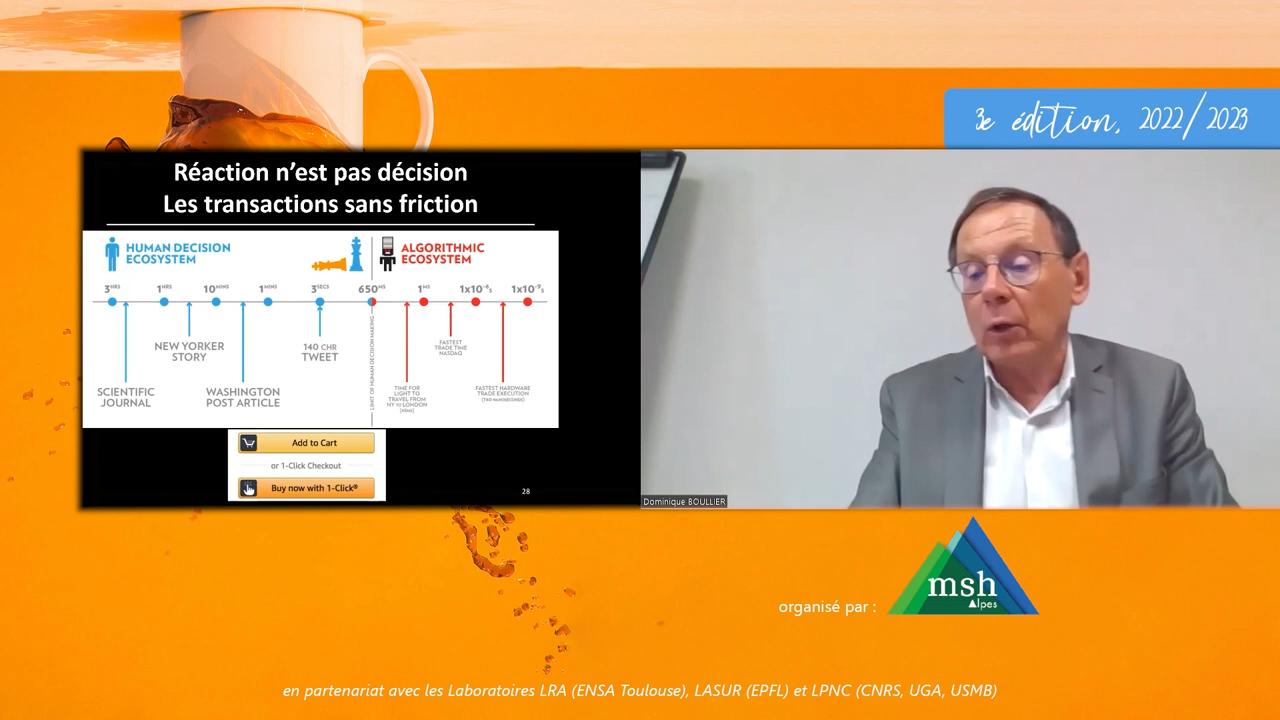 3e édition, 2022/2023
Réaction n’est pas décision
Les transactions sans friction
HUMAN DECISION
ECOSYSTEM
ALGORITHMIC
ECOSYSTEM
3HRS
1HRS
10MINS
1MINS
3SECS
650MS
1MS
1x10-6S
1x10-9S
NEW YORKER
STORY
140 CHR
TWEET
FASTEST
TRADE TIME
NASDAQ
SCIENTIFIC
JOURNAL
WASHINGTON
POST ARTICLE
LIMIT OF HUMAN DECISION MAKING
TIME FOR
LIGHT TO
TRAVEL FROM
NY TO LONDON
FASTEST HARDWARE
TRADE EXECUTION
(TWO NANOSECONDS)
Add to Cart
or 1-Click Checkout
Buy now with 1-Click®
28
Dominique BOULLIER
organisé par :
msh
Alpes
en partenariat avec les Laboratoires LRA (ENSA Toulouse), LASUR (EPFL) et LPNC (CNRS, UGA, USMB)